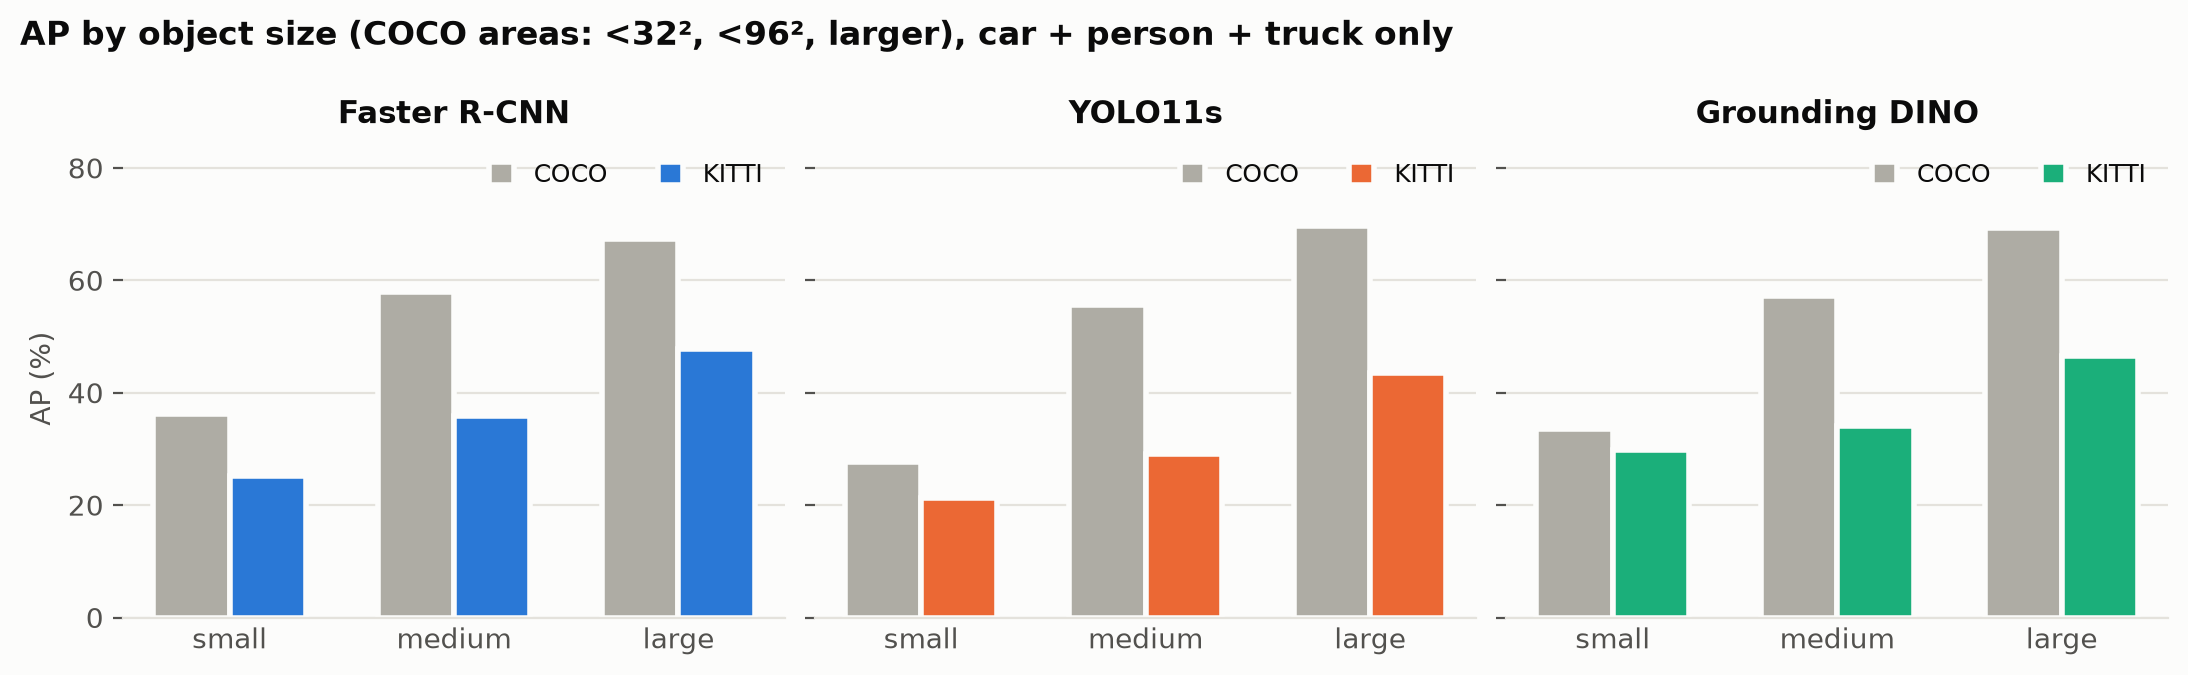 AP by object size (COCO areas: <32², <96², larger), car + person + truck only
Faster R-CNN
YOLO11s
Grounding DINO
COCO KITTI
COCO KITTI
COCO KITTI
80
60
40
20
0
AP (%)
small medium large
small medium large
small medium large